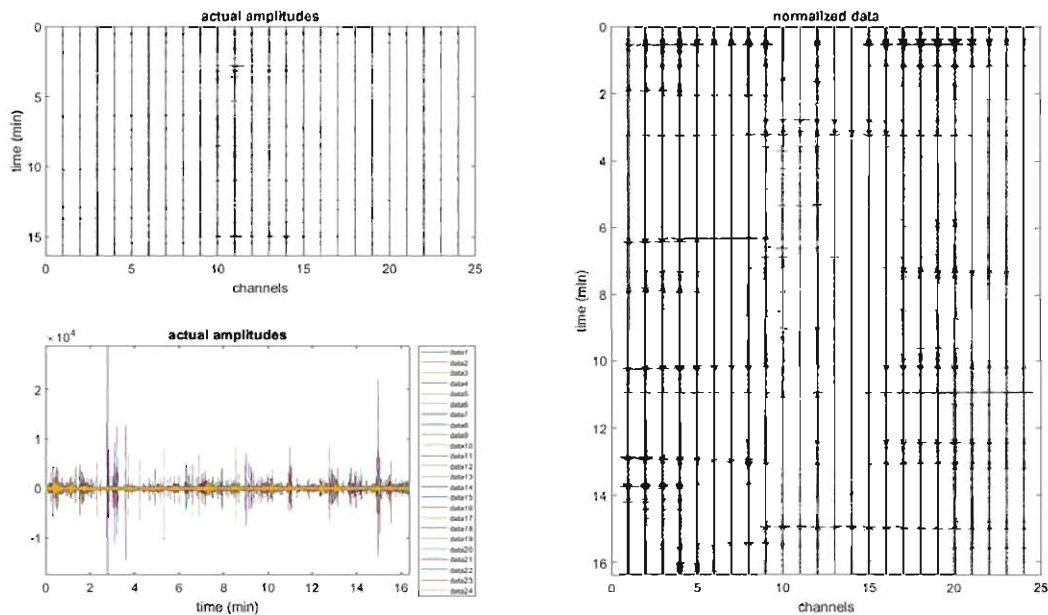 actual amplitudes
0
5
10
15
time (min)
0 5 10 15 20 25
channels
actual amplitudes
×10⁴
2
1
0
-1
time (min)
0 2 4 6 8 10 12 14 16
data1
data2
data3
data4
data5
data6
data7
data8
data9
data10
data11
data12
data13
data14
data15
data16
data17
data18
data19
data20
data21
data22
data23
data24
normalized data
0
2
4
6
8
10
12
14
16
time (min)
0 5 10 15 20 25
channels